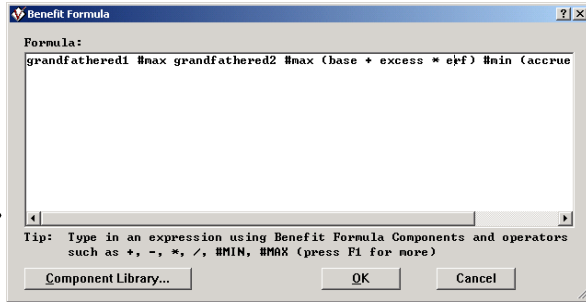 Benefit Formula
Formula:
grandfathered1 #max grandfathered2 #max (base + excess * erf) #min (accrue
Tip: Type in an expression using Benefit Formula Components and operators
such as +, -, *, /, #MIN, #MAX (press F1 for more)
Component Library... OK Cancel